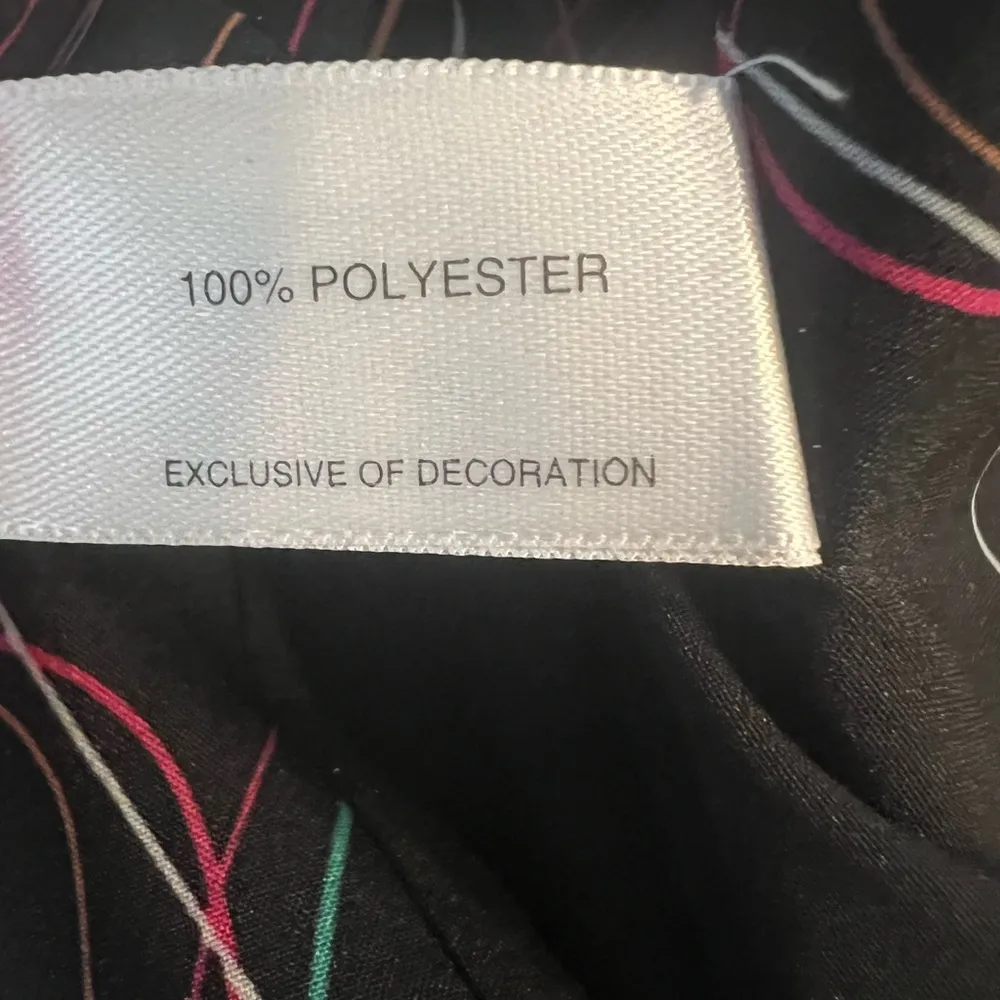 100% POLYESTER
EXCLUSIVE OF DECORATION